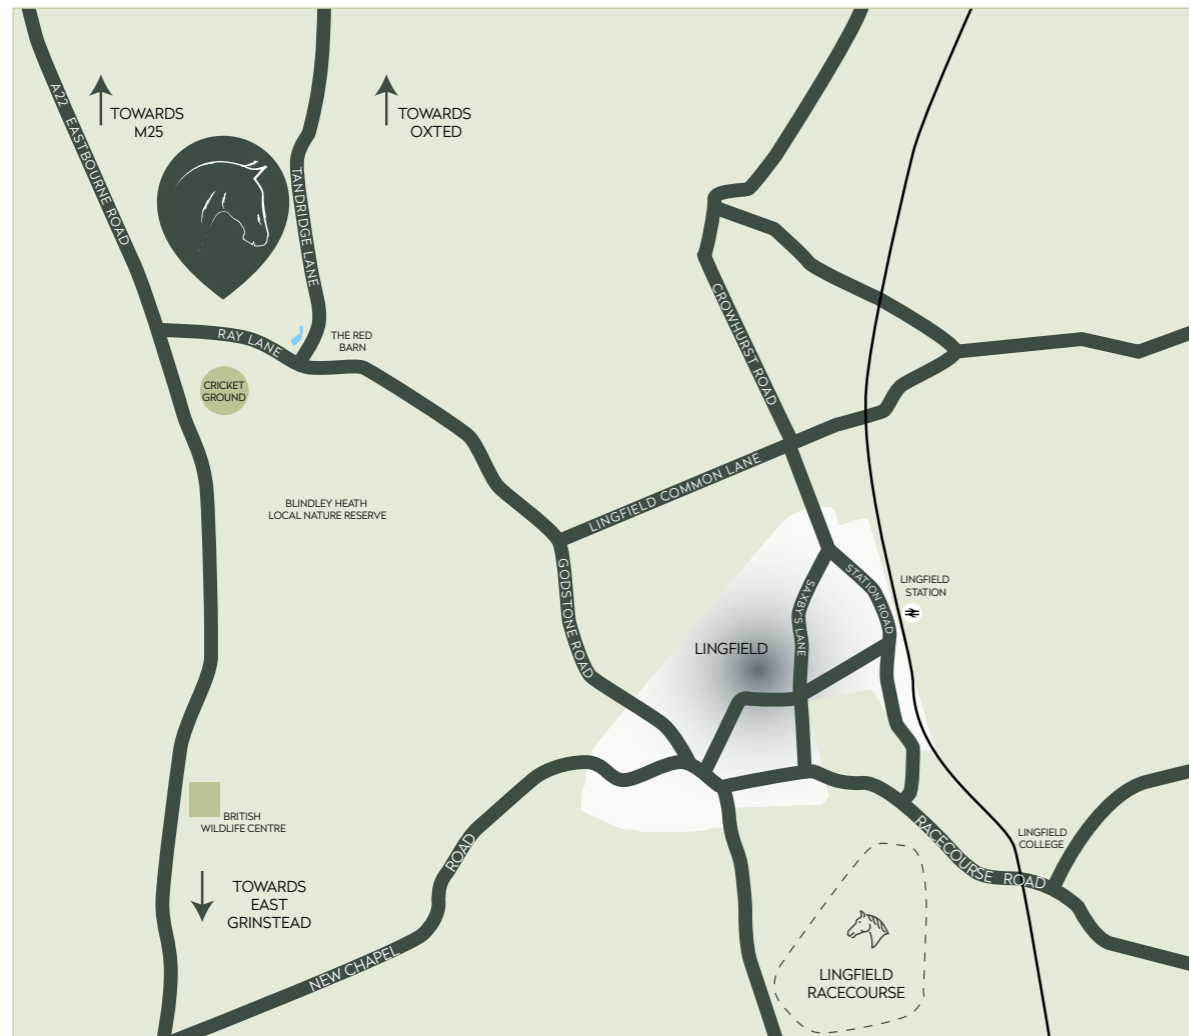 TOWARDS
M25
TOWARDS
OXTED
A22 EASTBOURNE ROAD
TANDRIDGE LANE
RAY LANE
THE RED
BARN
CRICKET
GROUND
CROWHURST ROAD
BLINDLEY HEATH
LOCAL NATURE RESERVE
LINGFIELD COMMON LANE
GODSTONE ROAD
STATION ROAD
SAXBY'S LANE
LINGFIELD
STATION
LINGFIELD
BRITISH
WILDLIFE CENTRE
TOWARDS
EAST
GRINSTEAD
NEW CHAPEL ROAD
RACECOURSE ROAD
LINGFIELD
COLLEGE
LINGFIELD
RACECOURSE